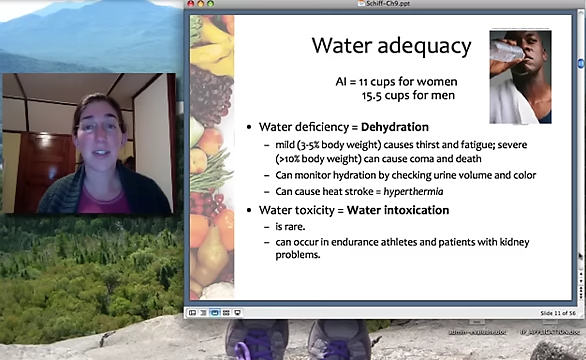 Schiff-Ch9.ppt
Water adequacy
AI = 11 cups for women
15.5 cups for men
• Water deficiency = Dehydration
– mild (3-5% body weight) causes thirst and fatigue; severe
(>10% body weight) can cause coma and death
– Can monitor hydration by checking urine volume and color
– Can cause heat stroke = hyperthermia
• Water toxicity = Water intoxication
– is rare.
– can occur in endurance athletes and patients with kidney
problems.
Slide 11 of 56